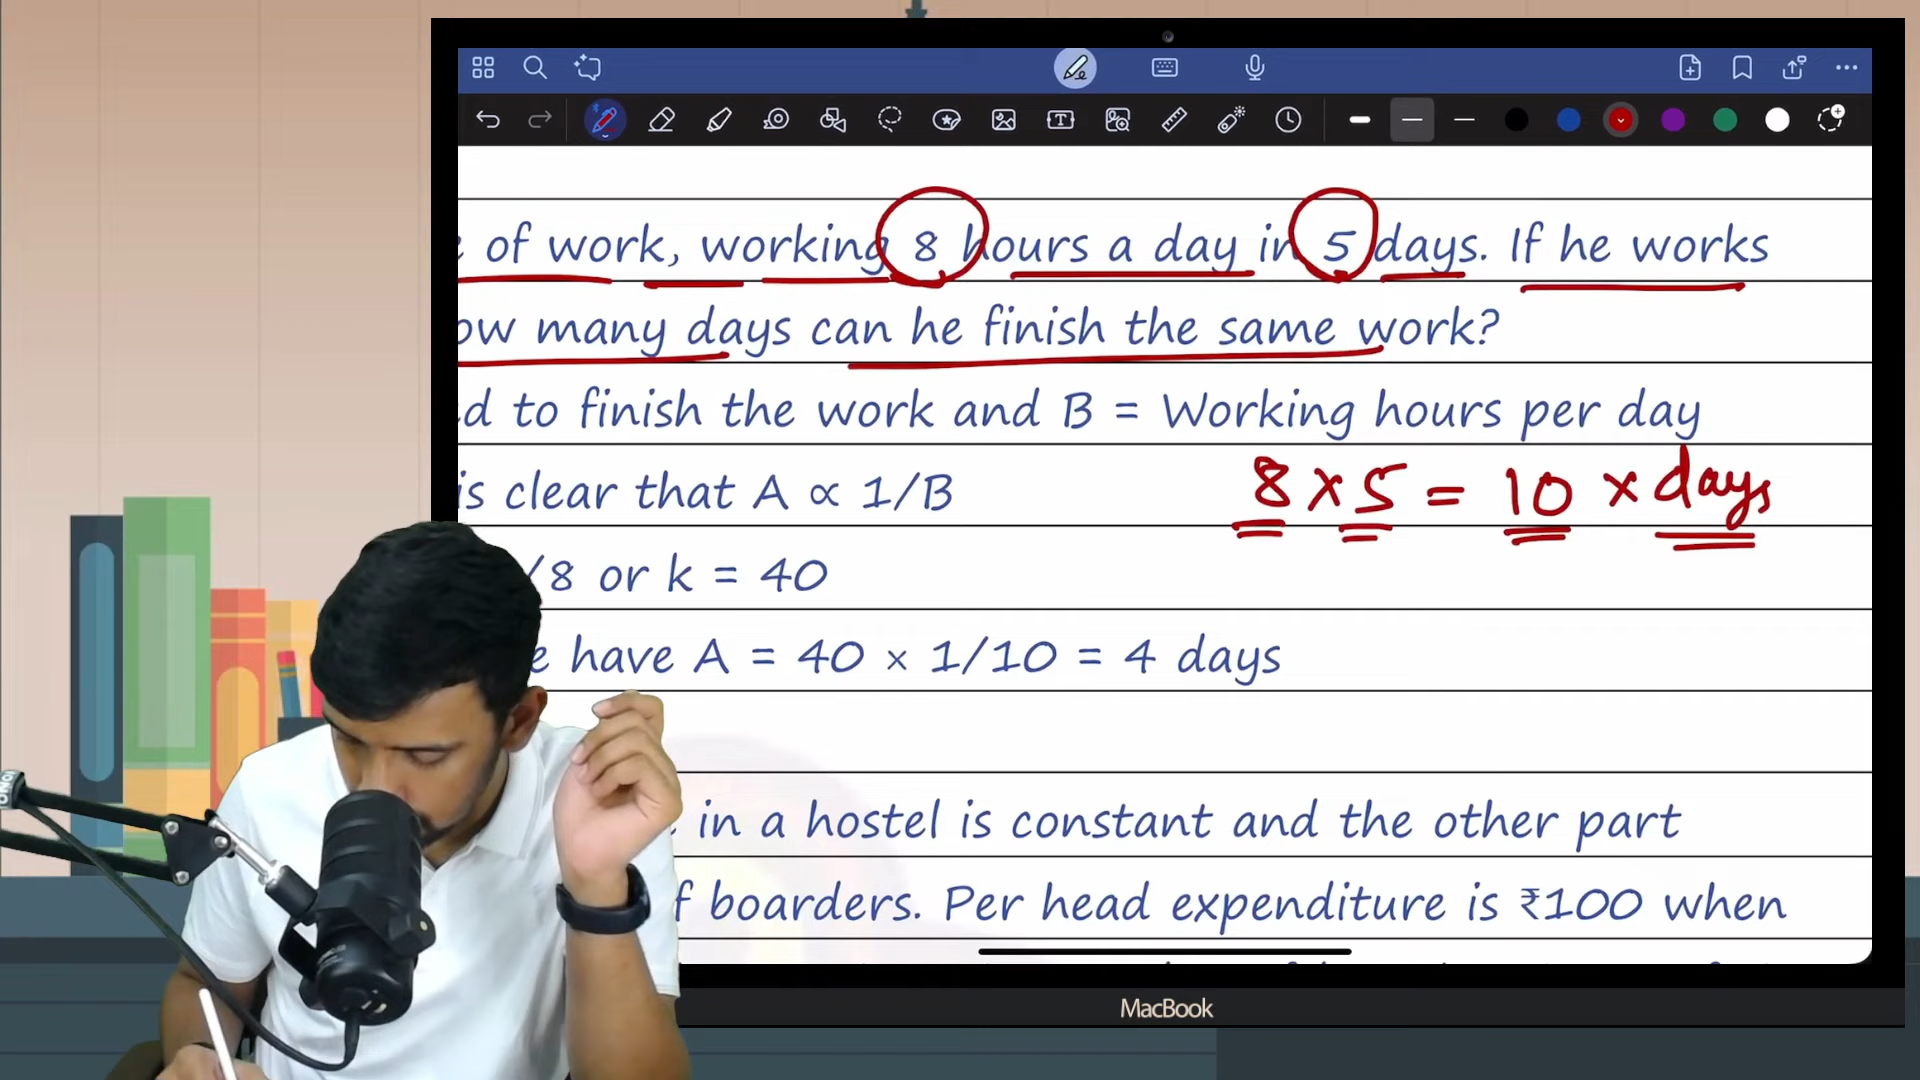 of work, working 8 hours a day in 5 days. If he works
ow many days can he finish the same work?
d to finish the work and B = Working hours per day
is clear that A ∝ 1/B
8 × 5 = 10 × days
/8 or k = 40
e have A = 40 × 1/10 = 4 days
in a hostel is constant and the other part
f boarders. Per head expenditure is ₹100 when
MacBook